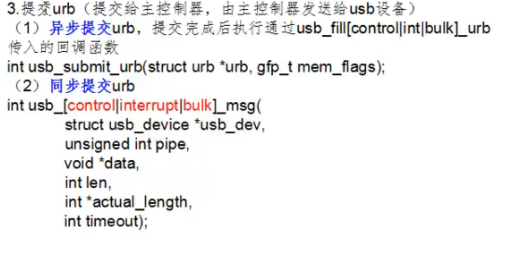 3.提交urb（提交给主控制器，由主控制器发送给usb设备）
（1）异步提交urb，提交完成后执行通过usb_fill[control|int|bulk]_urb
传入的回调函数
int usb_submit_urb(struct urb *urb, gfp_t mem_flags);
（2）同步提交urb
int usb_[control|interrupt|bulk]_msg(
struct usb_device *usb_dev,
unsigned int pipe,
void *data,
int len,
int *actual_length,
int timeout);